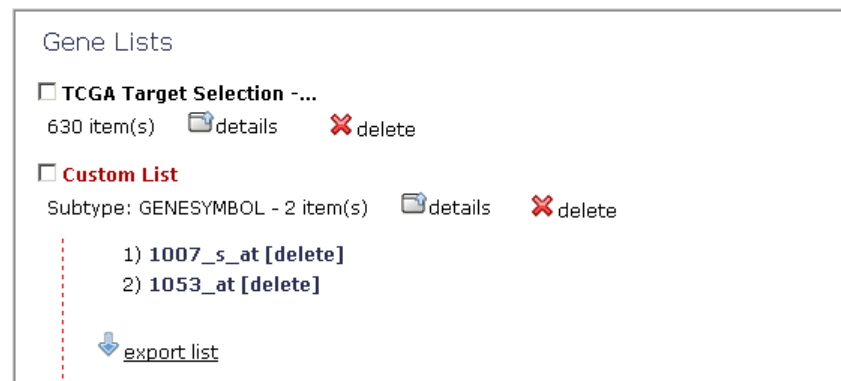 Gene Lists
TCGA Target Selection -...
630 item(s) details delete
Custom List
Subtype: GENESYMBOL - 2 item(s) details delete
1) 1007_s_at [delete]
2) 1053_at [delete]
export list